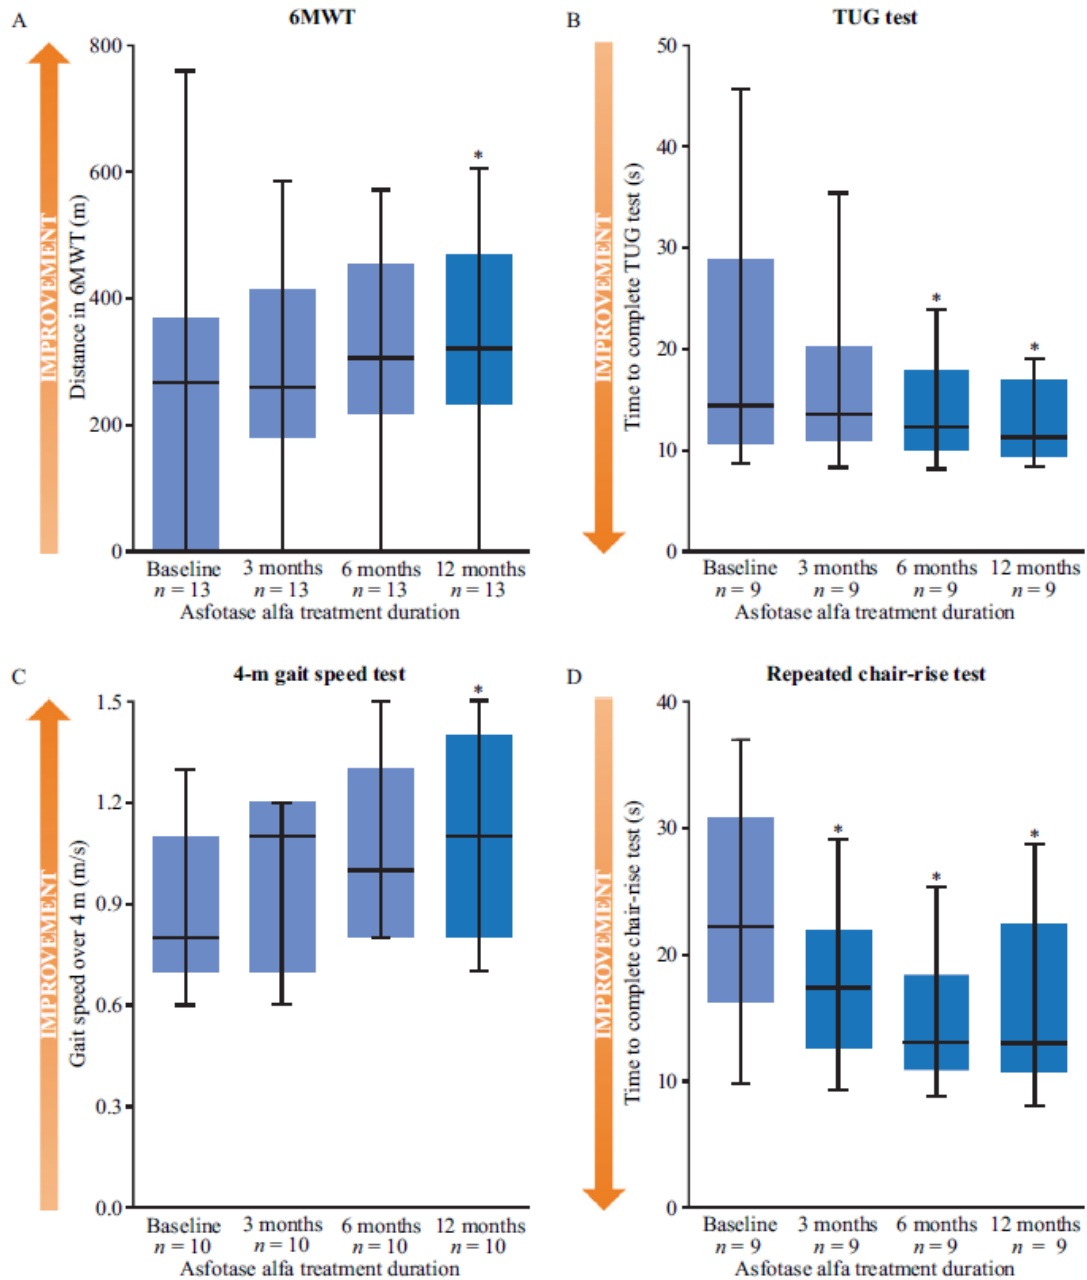 A
6MWT
800
600
400
200
0
IMPROVEMENT
Distance in 6MWT (m)
*
Baseline 3 months 6 months 12 months
n = 13 n = 13 n = 13 n = 13
Asfotase alfa treatment duration
B
TUG test
50
40
30
20
10
0
IMPROVEMENT
Time to complete TUG test (s)
* *
Baseline 3 months 6 months 12 months
n = 9 n = 9 n = 9 n = 9
Asfotase alfa treatment duration
C
4-m gait speed test
1.5
1.2
0.9
0.6
0.3
0.0
IMPROVEMENT
Gait speed over 4 m (m/s)
*
Baseline 3 months 6 months 12 months
n = 10 n = 10 n = 10 n = 10
Asfotase alfa treatment duration
D
Repeated chair-rise test
40
30
20
10
0
IMPROVEMENT
Time to complete chair-rise test (s)
* * *
Baseline 3 months 6 months 12 months
n = 9 n = 9 n = 9 n = 9
Asfotase alfa treatment duration